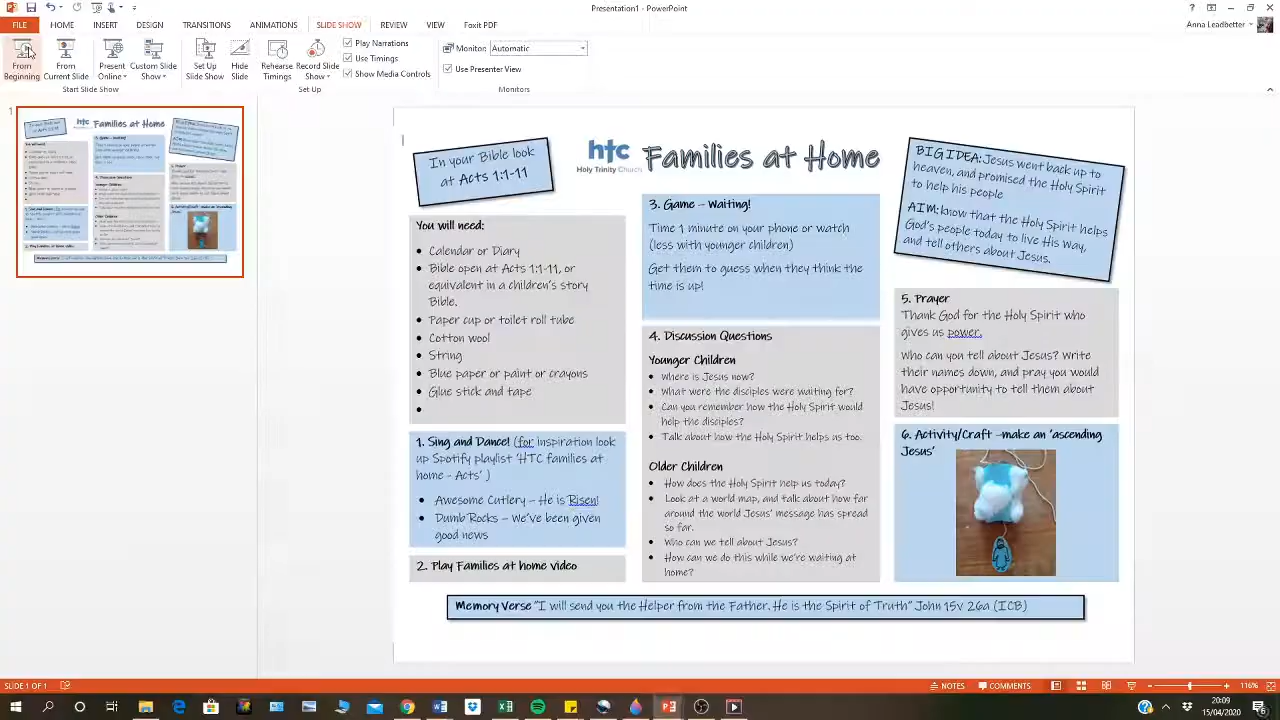 Presentation1 - PowerPoint
FILE HOME INSERT DESIGN TRANSITIONS ANIMATIONS SLIDE SHOW REVIEW VIEW Foxit PDF
Anna Leadbetter
From Beginning
From Current Slide
Present Online
Custom Slide Show
Set Up Slide Show
Hide Slide
Rehearse Timings
Record Slide Show
Play Narrations
Use Timings
Show Media Controls
Monitor: Automatic
Use Presenter View
Start Slide Show
Set Up
Monitors
1
In your
1:1-11
htc
Holy Trinity Church
Families at Home
BIG IDEA: Jesus went up to
heaven, and promised the Holy Spirit
to help his people
AIM: know that the Holy Spirit helps
God's people today to live His way,
and tell others about Jesus.
You will need:
Bible open at Acts 1:1-11, or
equivalent in a children's story
Bible.
Paper cup or toilet roll tube
Cotton wool
String
Blue paper or paint or crayons
Glue stick and tape
1. Sing and Dance! (for inspiration look
up Spotify playlist 'HTC families at
home - Acts' )
Awesome Cutlery – He is Risen!
Dumb Rocks – We've been given
good news
2. Play Families at home video
3. Game – Waiting!
Time 1 minute (or longer
less with younger children).
Get them to guess when they think the
time is up!
4. Discussion Questions
Younger Children
Where is Jesus now?
What were the disciples were waiting for?
Can you remember how the Holy Spirit would
help the disciples?
Talk about how the Holy Spirit helps us too.
Older Children
How does the Holy Spirit help us today?
Look at a world map, and talk about how far
around the world Jesus' message has spread
so far.
Who can we tell about Jesus?
How can we do this while we're waiting at
home?
5. Prayer
Thank God for the Holy Spirit who
gives us power.
Who can you tell about Jesus? Write
their names down, and pray you would
have opportunity to tell them about
Jesus!
6. Activity/Craft –make an 'ascending
Jesus'
Memory Verse "I will send you the Helper from the Father. He is the Spirit of Truth" John 15v 26a (ICB)
SLIDE 1 OF 1
NOTES
COMMENTS
116%
20:09
15/04/2020